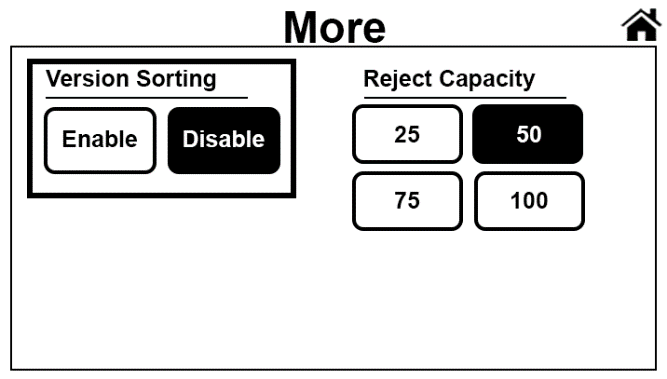 More
Version Sorting
Enable
Disable
Reject Capacity
25
50
75
100